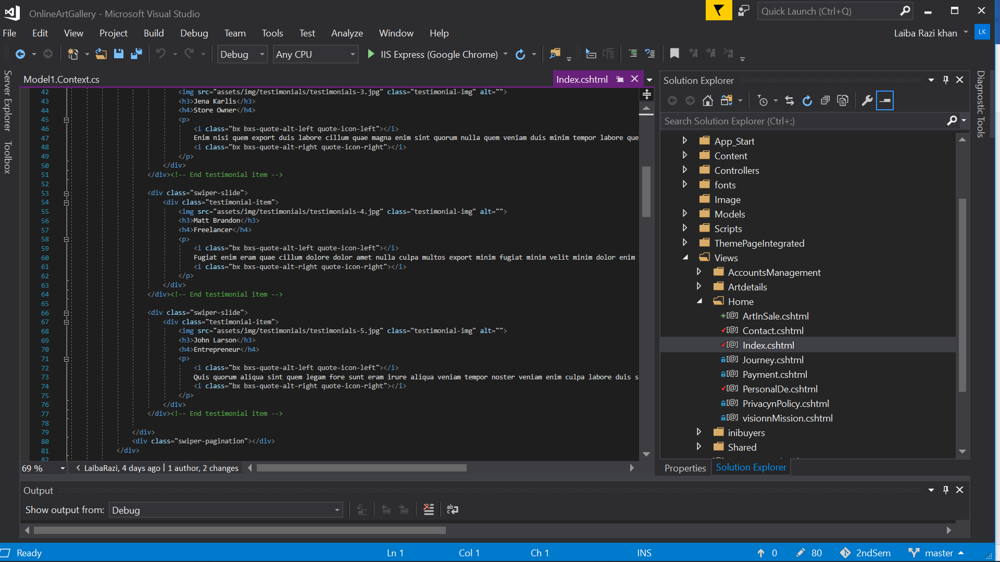 OnlineArtGallery - Microsoft Visual Studio
Quick Launch (Ctrl+Q)
File Edit View Project Build Debug Team Tools Test Analyze Window Help
Laiba Razi khan LK
Debug Any CPU IIS Express (Google Chrome)
Server Explorer
Toolbox
Model1.Context.cs
Index.cshtml
42 <img src="assets/img/testimonials/testimonials-3.jpg" class="testimonial-img" alt="">
43 <h3>Jena Karlis</h3>
44 <h4>Store Owner</h4>
45 <p>
46 <i class="bx bxs-quote-alt-left quote-icon-left"></i>
47 Enim nisi quem export duis labore cillum quae magna enim sint quorum nulla quem veniam duis minim tempor labore que
48 <i class="bx bxs-quote-alt-right quote-icon-right"></i>
49 </p>
50 </div>
51 </div><!-- End testimonial item -->
52
53 <div class="swiper-slide">
54 <div class="testimonial-item">
55 <img src="assets/img/testimonials/testimonials-4.jpg" class="testimonial-img" alt="">
56 <h3>Matt Brandon</h3>
57 <h4>Freelancer</h4>
58 <p>
59 <i class="bx bxs-quote-alt-left quote-icon-left"></i>
60 Fugiat enim eram quae cillum dolore dolor amet nulla culpa multos export minim fugiat minim velit minim dolor enim
61 <i class="bx bxs-quote-alt-right quote-icon-right"></i>
62 </p>
63 </div>
64 </div><!-- End testimonial item -->
65
66 <div class="swiper-slide">
67 <div class="testimonial-item">
68 <img src="assets/img/testimonials/testimonials-5.jpg" class="testimonial-img" alt="">
69 <h3>John Larson</h3>
70 <h4>Entrepreneur</h4>
71 <p>
72 <i class="bx bxs-quote-alt-left quote-icon-left"></i>
73 Quis quorum aliqua sint quem legam fore sunt eram irure aliqua veniam tempor noster veniam enim culpa labore duis s
74 <i class="bx bxs-quote-alt-right quote-icon-right"></i>
75 </p>
76 </div>
77 </div><!-- End testimonial item -->
78
79 </div>
80 <div class="swiper-pagination"></div>
81 </div>
82
69 % LaibaRazi, 4 days ago | 1 author, 2 changes
Solution Explorer
Search Solution Explorer (Ctrl+;)
App_Start
Content
Controllers
fonts
Image
Models
Scripts
ThemePageIntegrated
Views
AccountsManagement
Artdetails
Home
ArtInSale.cshtml
Contact.cshtml
Index.cshtml
Journey.cshtml
Payment.cshtml
PersonalDe.cshtml
PrivacynPolicy.cshtml
visionnMission.cshtml
inibuyers
Shared
Properties Solution Explorer
Diagnostic Tools
Output
Show output from: Debug
Ready Ln 1 Col 1 Ch 1 INS 0 80 2ndSem master